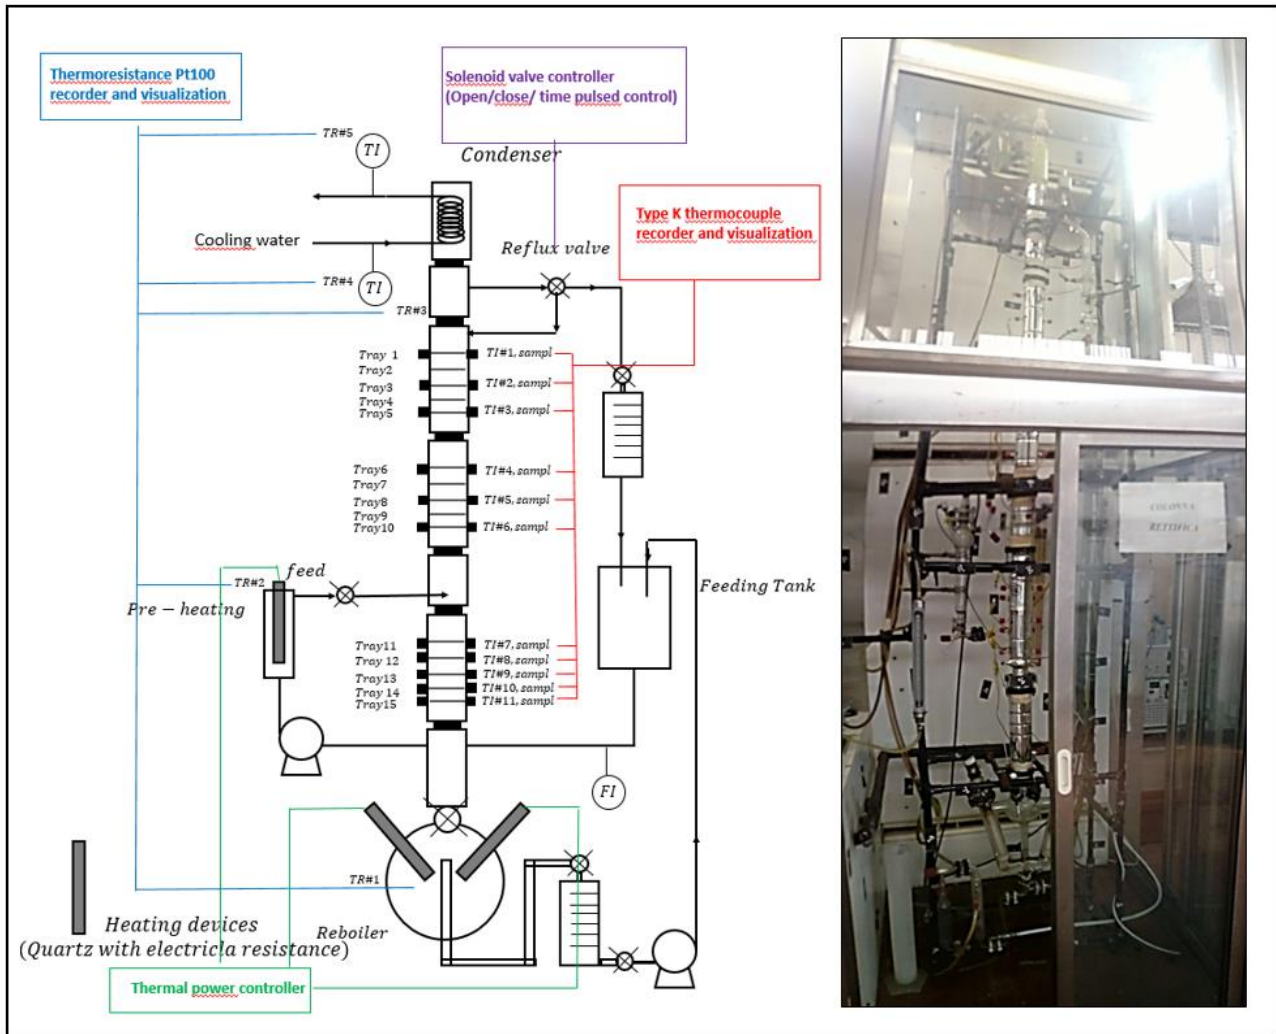 Thermoresistance Pt100
recorder and visualization
Solenoid valve controller
(Open/close/ time pulsed control)
TR#5
TI
Condenser
Type K thermocouple
recorder and visualization
Cooling water
Reflux valve
TR#4
TI
TR#3
Tray 1
TI#1, sampl
Tray2
Tray3
TI#2, sampl
Tray4
Tray5
TI#3, sampl
Tray6
TI#4, sampl
Tray7
Tray8
TI#5, sampl
Tray9
Tray10
TI#6, sampl
TR#2
feed
Pre – heating
Feeding Tank
Tray11
TI#7, sampl
Tray 12
TI#8, sampl
Tray13
TI#9, sampl
Tray 14
TI#10, sampl
Tray15
TI#11, sampl
FI
TR#1
Heating devices
(Quartz with electricla resistance)
Reboiler
Thermal power controller
COLONNA
RETTIFICA